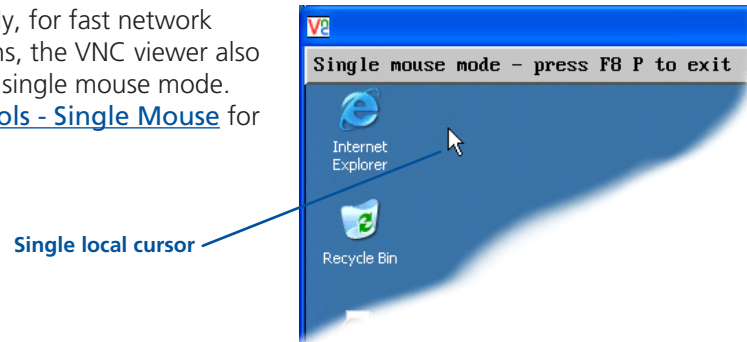 ly, for fast network
ns, the VNC viewer also
single mouse mode.
ols - Single Mouse for
Single local cursor
Single mouse mode - press F8 P to exit
Internet
Explorer
Recycle Bin